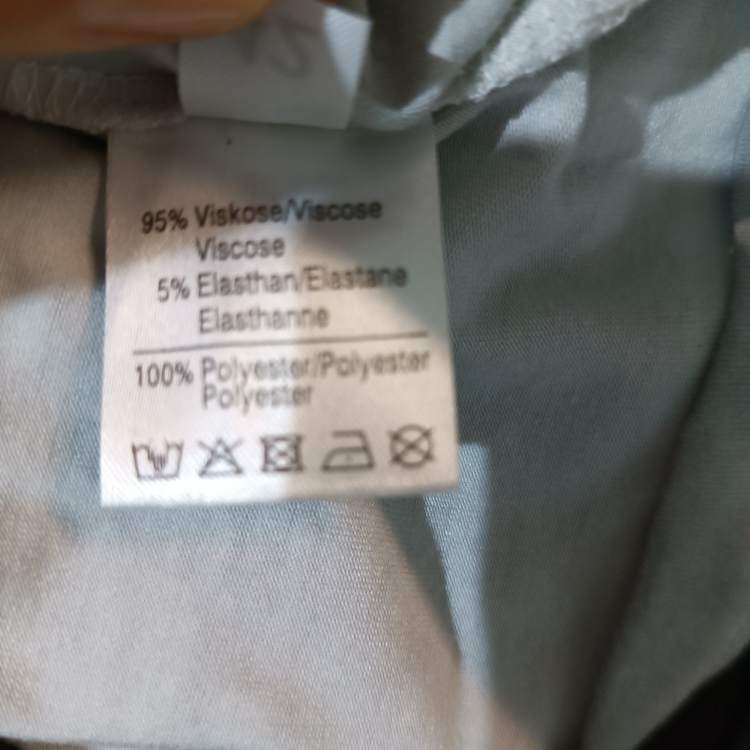 95% Viskose/Viscose
Viscose
5% Elasthan/Elastane
Elasthanne
100% Polyester/Polyester
Polyester